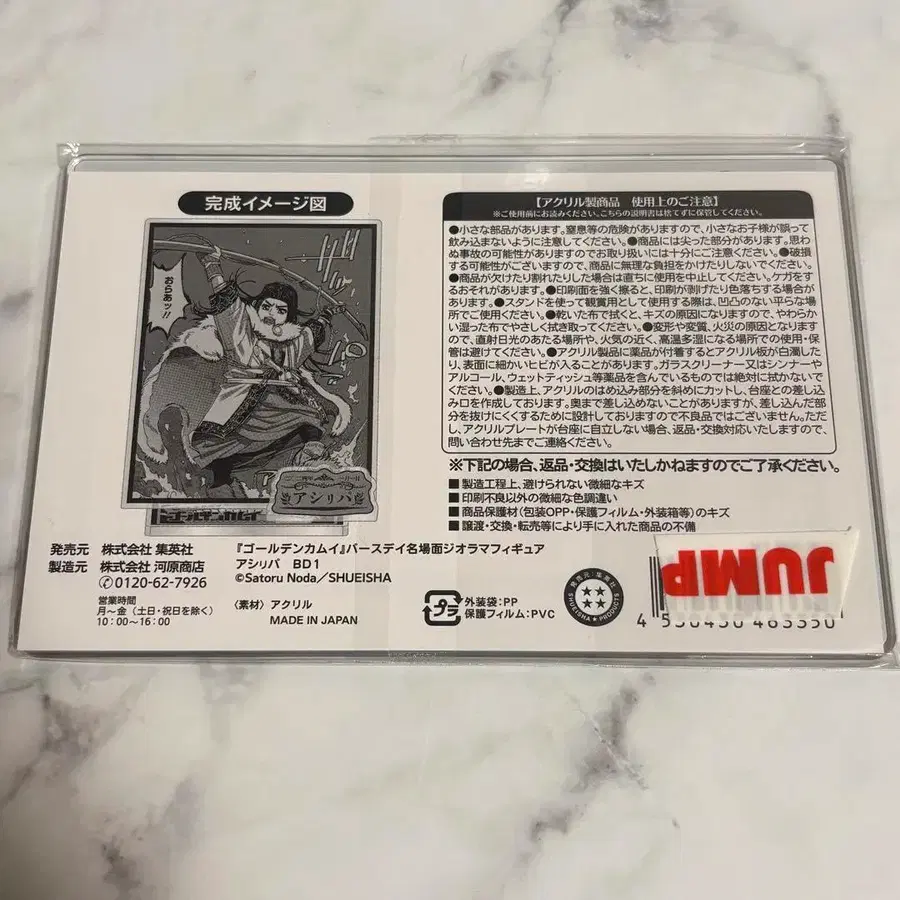 完成イメージ図
おらあッ!!
アシリパ
ゴールデンカムイ
【アクリル製商品 使用上のご注意】
※ご使用前にお読みください。こちらの説明書は捨てずに保管してください。
●小さな部品があります。窒息等の危険がありますので、小さなお子様が誤って
飲み込まないように注意してください。●商品には尖った部分があります。思わ
ぬ事故の可能性がありますのでお取り扱いには十分にご注意ください。●破損
する可能性がございますので、商品に無理な負担をかけたりしないでください。
●商品が欠けたり割れたりした場合は直ちに使用を中止してください。ケガをす
るおそれがあります。●印刷面を強く擦ると、印刷が剥げたり色落ちする場合が
あります。●スタンドを使って観賞用として使用する際は、凹凸のない平らな場
所でご使用ください。●乾いた布で拭くと、キズの原因になりますので、やわらか
い湿った布でやさしく拭き取ってください。●変形や変質、火災の原因となります
ので、直射日光のあたる場所や、火気の近く、高温多湿になる場所での使用・保
管は避けてください。●アクリル製品に薬品が付着するとアクリル板が白濁した
り、表面に細かいヒビが入ることがあります。ガラスクリーナー又はシンナーや
アルコール、ウェットティッシュ等薬品を含んでいるものでは絶対に拭かないで
ください。●製造上、アクリルのはめ込み部分を斜めにカットし、台座との差し込
み口を作成しております。奥まで差し込めないことがありますが、差し込んだ部
分を抜けにくくするために設計しておりますので不良品ではございません。ただ
し、アクリルプレートが台座に自立しない場合、返品・交換対応いたしますので、
問い合わせ先までご連絡ください。
※下記の場合、返品・交換はいたしかねますのでご了承ください。
■製造工程上、避けられない微細なキズ
■印刷不良以外の微細な色調違い
■商品保護材(包装OPP・保護フィルム・外装箱等)のキズ
■譲渡・交換・転売等により手に入れた商品の不備
発売元 株式会社 集英社
製造元 株式会社 河原商店
0120-62-7926
営業時間
月〜金(土日・祝日を除く)
10:00〜16:00
『ゴールデンカムイ』バースデイ名場面ジオラマフィギュア
アシリパ BD1
©Satoru Noda/SHUEISHA
〈素材〉アクリル
MADE IN JAPAN
プラ
外装袋:PP
保護フィルム:PVC
発売元:集英社
SHUEISHA PRODUCTS
JUMP